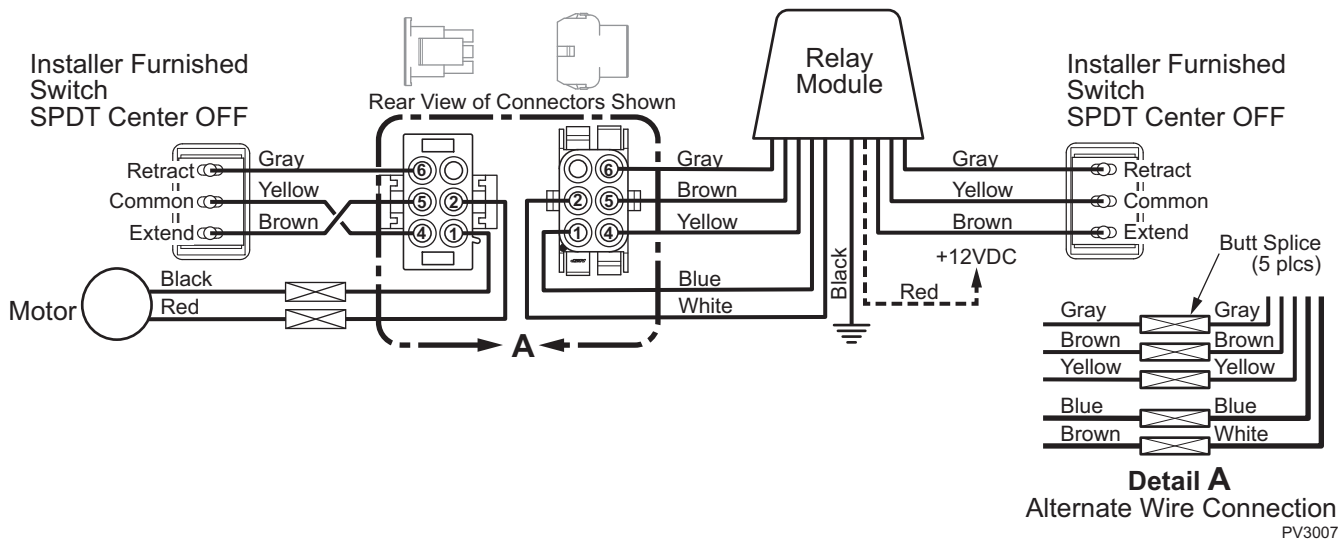 Installer Furnished
Switch
SPDT Center OFF
Rear View of Connectors Shown
Relay
Module
Installer Furnished
Switch
SPDT Center OFF
Retract
Common
Extend
Gray
Yellow
Brown
6
5
2
4
1
6
2
5
1
4
Gray
Brown
Yellow
Blue
White
Black
Red
+12VDC
Gray
Yellow
Brown
Retract
Common
Extend
Motor
Black
Red
A
Butt Splice
(5 plcs)
Gray Gray
Brown Brown
Yellow Yellow
Blue Blue
Brown White
Detail A
Alternate Wire Connection
PV3007